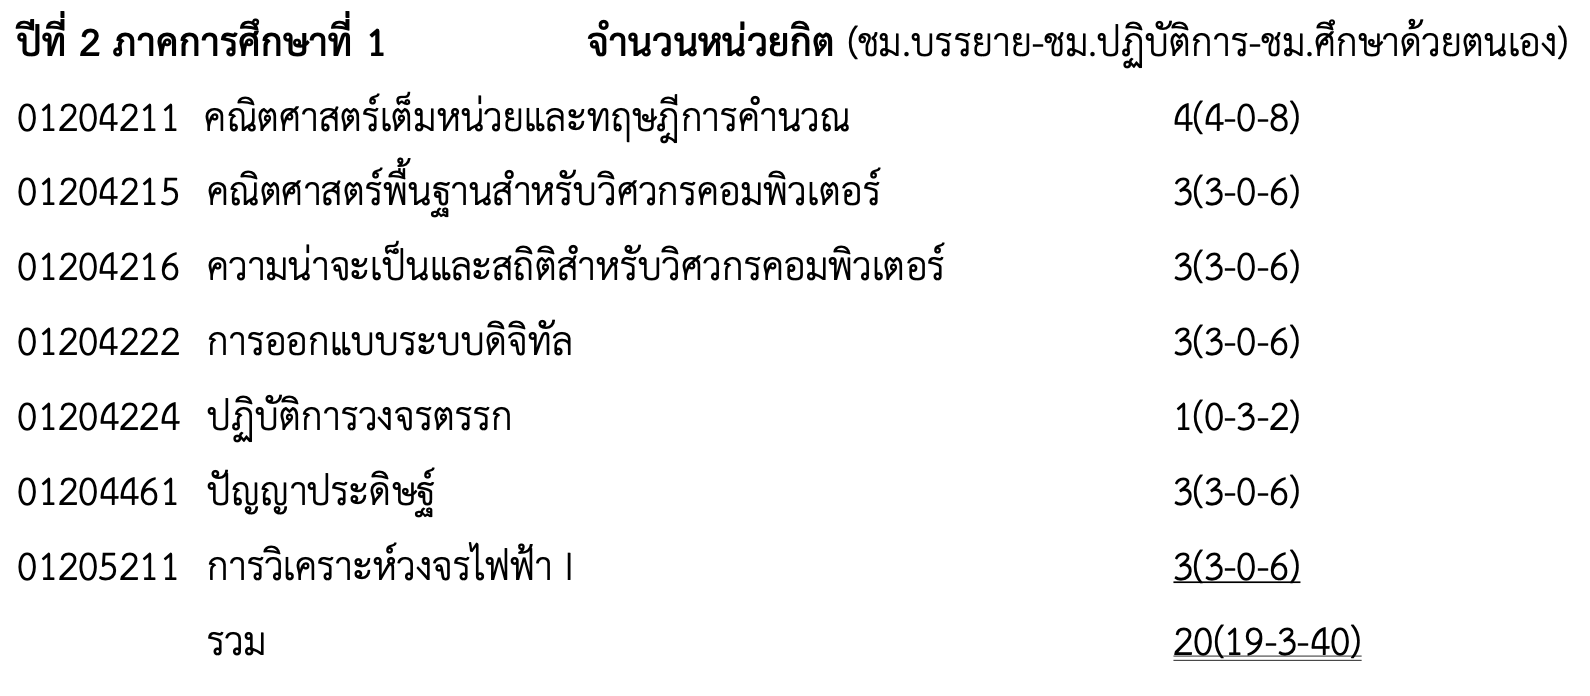 ปีที่ 2 ภาคการศึกษาที่ 1 จำนวนหน่วยกิต (ชม.บรรยาย-ชม.ปฏิบัติการ-ชม.ศึกษาด้วยตนเอง)
01204211 คณิตศาสตร์เต็มหน่วยและทฤษฎีการคำนวณ 4(4-0-8)
01204215 คณิตศาสตร์พื้นฐานสำหรับวิศวกรคอมพิวเตอร์ 3(3-0-6)
01204216 ความน่าจะเป็นและสถิติสำหรับวิศวกรคอมพิวเตอร์ 3(3-0-6)
01204222 การออกแบบระบบดิจิทัล 3(3-0-6)
01204224 ปฏิบัติการวงจรตรรก 1(0-3-2)
01204461 ปัญญาประดิษฐ์ 3(3-0-6)
01205211 การวิเคราะห์วงจรไฟฟ้า I 3(3-0-6)
รวม 20(19-3-40)